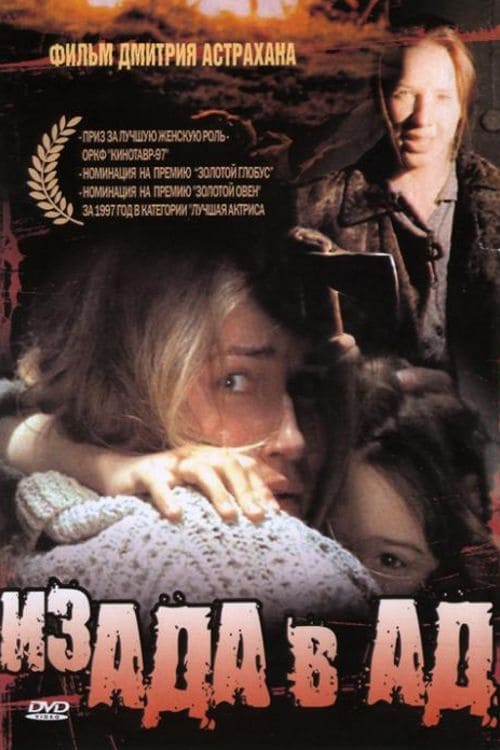 ФИЛЬМ ДМИТРИЯ АСТРАХАНА
- ПРИЗ ЗА ЛУЧШУЮ ЖЕНСКУЮ РОЛЬ -
ОРКФ "КИНОТАВР-97"
- НОМИНАЦИЯ НА ПРЕМИЮ "ЗОЛОТОЙ ГЛОБУС"
- НОМИНАЦИЯ НА ПРЕМИЮ "ЗОЛОТОЙ ОВЕН"
ЗА 1997 ГОД В КАТЕГОРИИ "ЛУЧШАЯ АКТРИСА
ИЗ АДА В АД
DVD
VIDEO